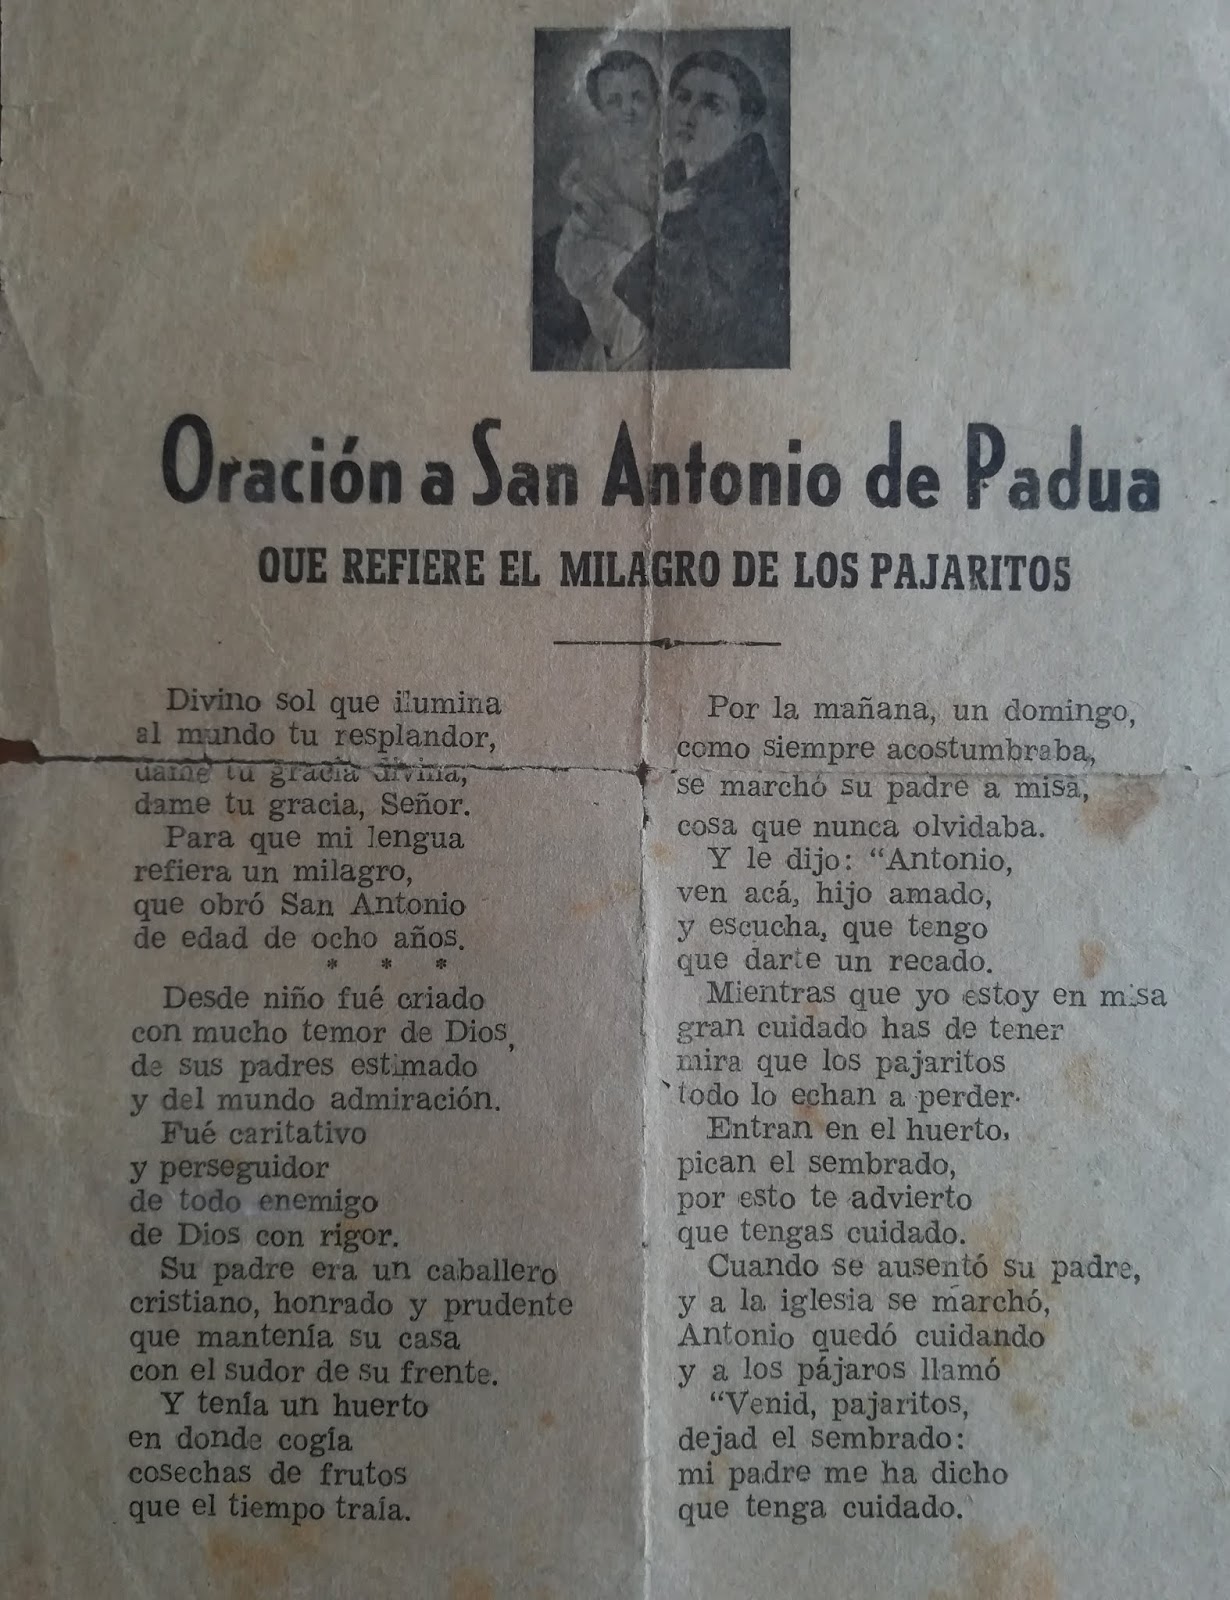 Oración a San Antonio de Padua
QUE REFIERE EL MILAGRO DE LOS PAJARITOS
Divino sol que ilumina
al mundo tu resplandor,
dame tu gracia divina,
dame tu gracia, Señor.
Para que mi lengua
refiera un milagro,
que obró San Antonio
de edad de ocho años.
* * *
Desde niño fué criado
con mucho temor de Dios,
de sus padres estimado
y del mundo admiración.
Fué caritativo
y perseguidor
de todo enemigo
de Dios con rigor.
Su padre era un caballero
cristiano, honrado y prudente
que mantenía su casa
con el sudor de su frente.
Y tenía un huerto
en donde cogía
cosechas de frutos
que el tiempo traía.
Por la mañana, un domingo,
como siempre acostumbraba,
se marchó su padre a misa,
cosa que nunca olvidaba.
Y le dijo: “Antonio,
ven acá, hijo amado,
y escucha, que tengo
que darte un recado.
Mientras que yo estoy en misa
gran cuidado has de tener
mira que los pajaritos
todo lo echan a perder.
Entran en el huerto,
pican el sembrado,
por esto te advierto
que tengas cuidado.
Cuando se ausentó su padre,
y a la iglesia se marchó,
Antonio quedó cuidando
y a los pájaros llamó
“Venid, pajaritos,
dejad el sembrado:
mi padre me ha dicho
que tenga cuidado.